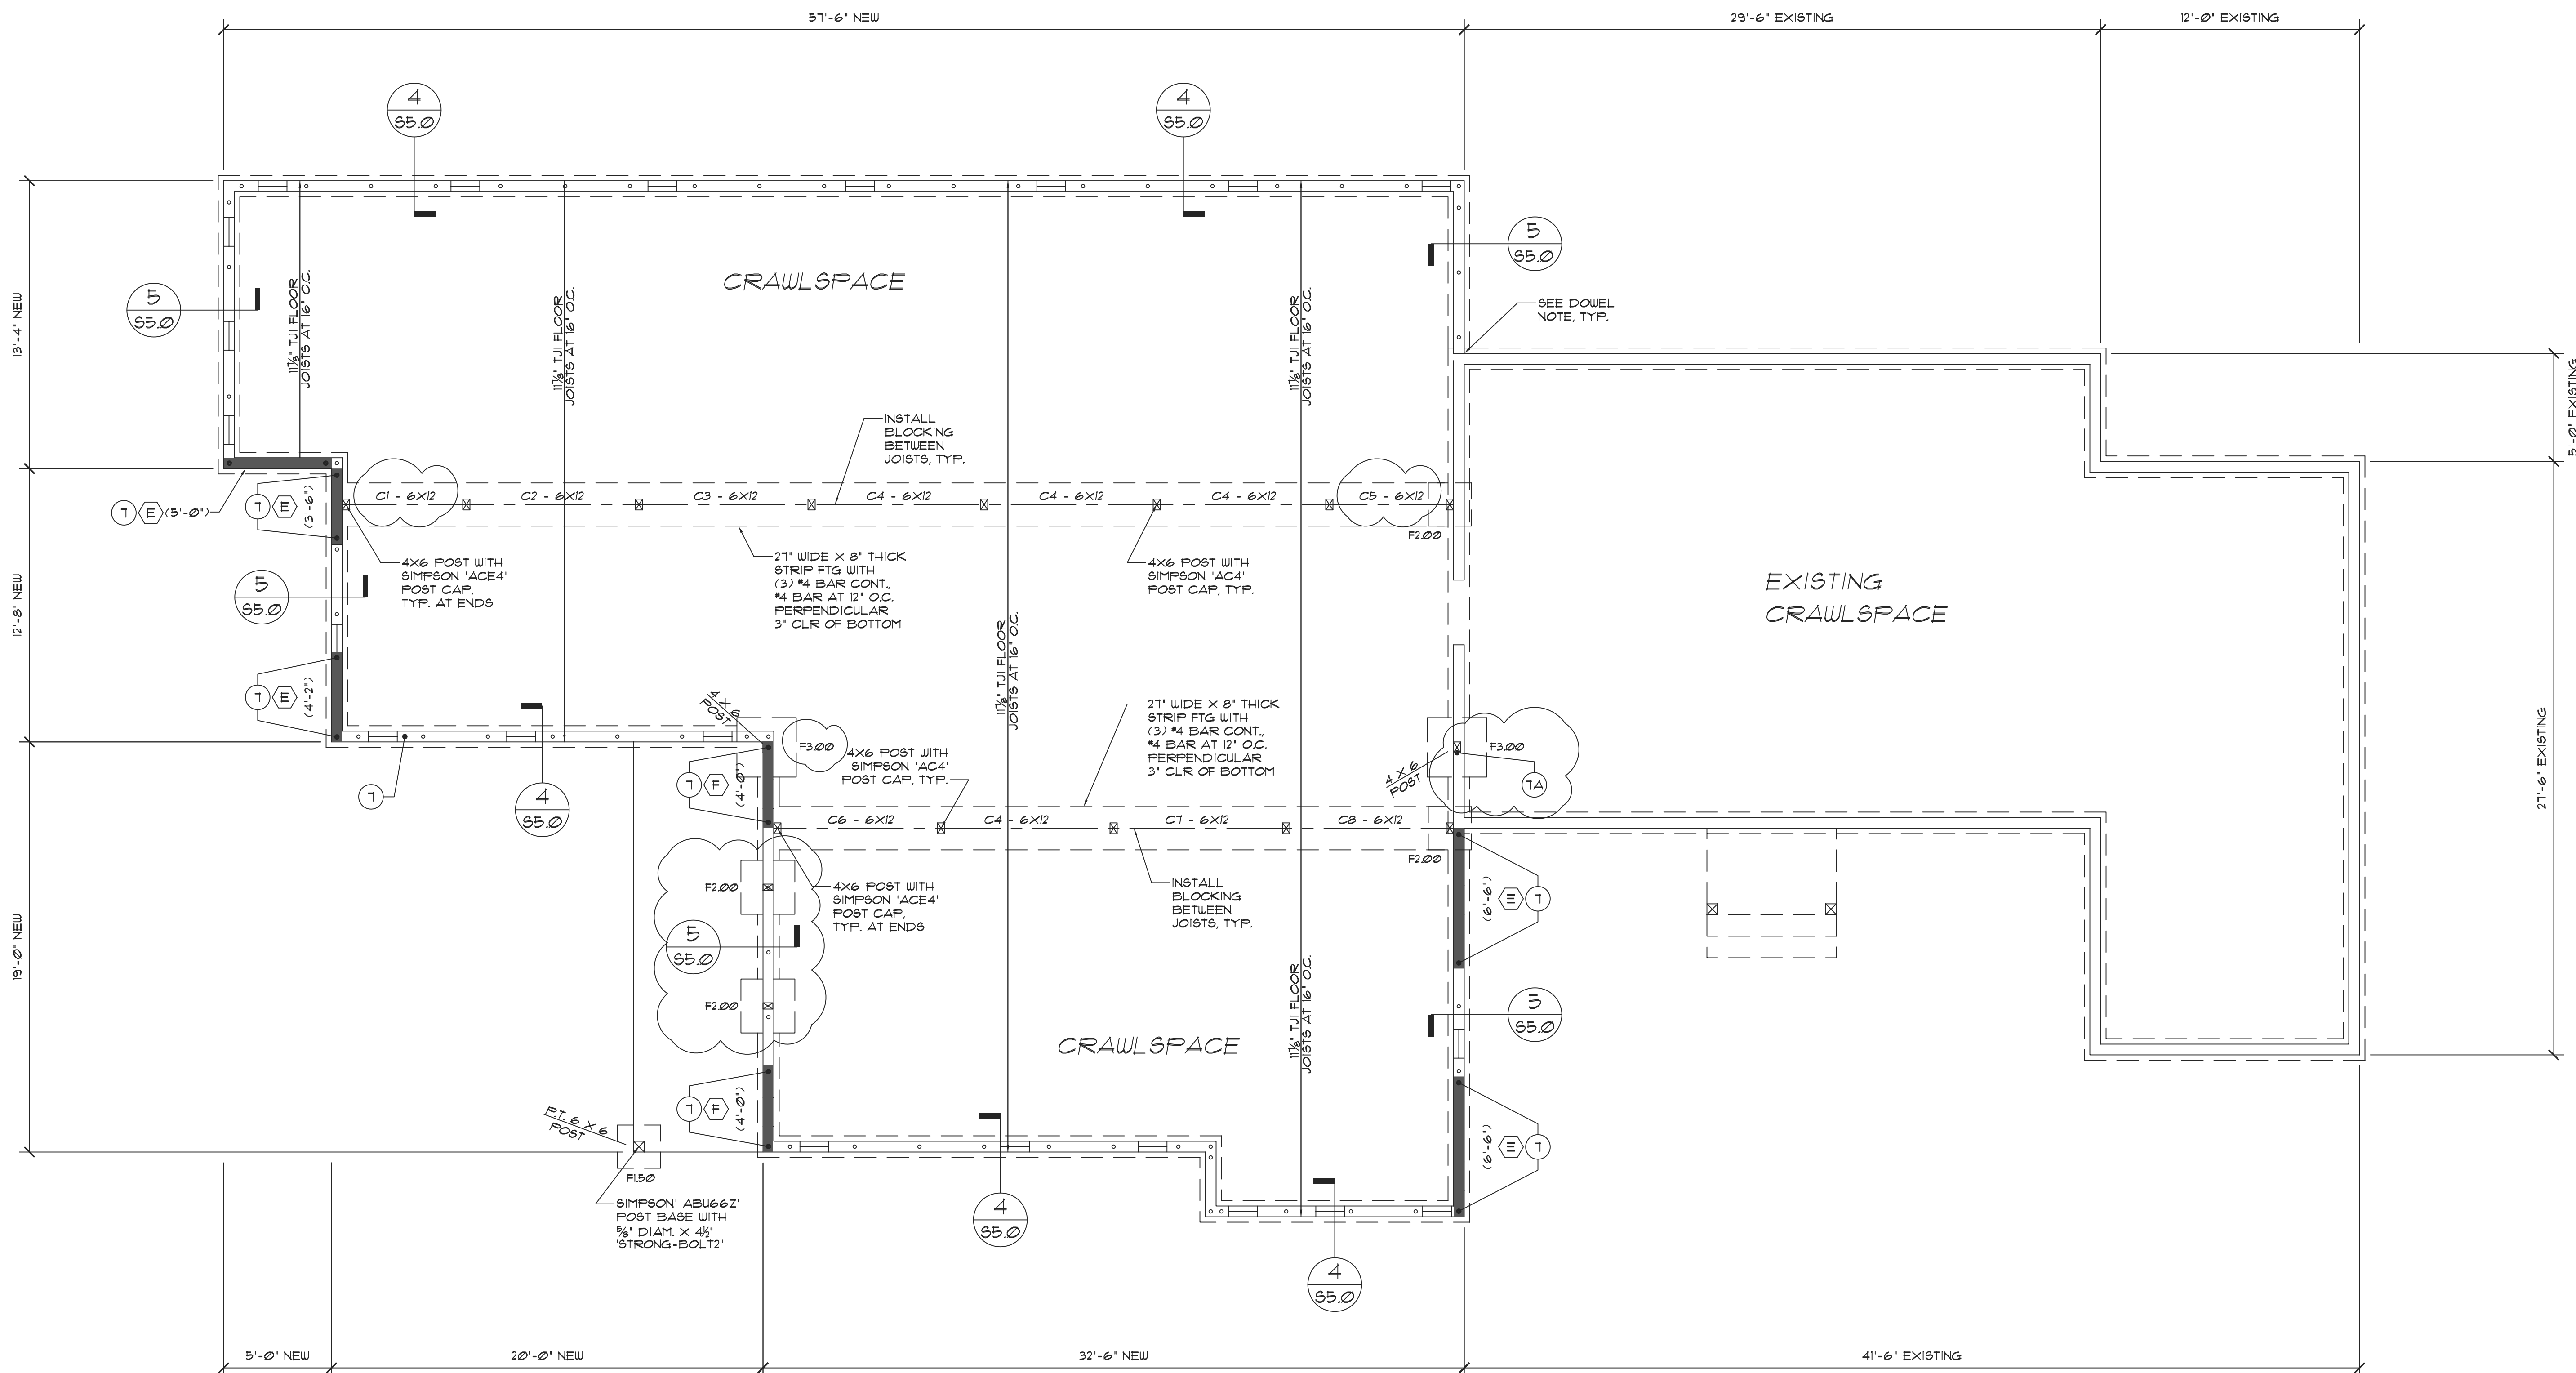 57'-6" NEW
29'-6" EXISTING
12'-0" EXISTING
4
S5.0
4
S5.0
5
S5.0
5
S5.0
13'-4" NEW
11⅞" TJI FLOOR
JOISTS AT 16" O.C.
11⅞" TJI FLOOR
JOISTS AT 16" O.C.
CRAWLSPACE
11⅞" TJI FLOOR
JOISTS AT 16" O.C.
SEE DOWEL
NOTE, TYP.
5'-0" EXISTING
INSTALL
BLOCKING
BETWEEN
JOISTS, TYP.
7 E (5'-0")
7 E (3'-6")
C1 - 6X12
C2 - 6X12
C3 - 6X12
C4 - 6X12
C4 - 6X12
C4 - 6X12
C5 - 6X12
F2.00
12'-8" NEW
5
S5.0
4X6 POST WITH
SIMPSON 'ACE4'
POST CAP,
TYP. AT ENDS
27" WIDE X 8" THICK
STRIP FTG WITH
(3) #4 BAR CONT.,
#4 BAR AT 12" O.C.
PERPENDICULAR
3" CLR OF BOTTOM
4X6 POST WITH
SIMPSON 'AC4'
POST CAP, TYP.
EXISTING
CRAWLSPACE
11⅞" TJI FLOOR
JOISTS AT 16" O.C.
7 E (4'-2")
7
4
S5.0
4 X 6
POST
F3.00
7 F (4'-0")
4X6 POST WITH
SIMPSON 'AC4'
POST CAP, TYP.
27" WIDE X 8" THICK
STRIP FTG WITH
(3) #4 BAR CONT.,
#4 BAR AT 12" O.C.
PERPENDICULAR
3" CLR OF BOTTOM
4 X 6
POST
F3.00
7A
27'-6" EXISTING
C6 - 6X12
C4 - 6X12
C7 - 6X12
C8 - 6X12
F2.00
F2.00
5
S5.0
F2.00
4X6 POST WITH
SIMPSON 'ACE4'
POST CAP,
TYP. AT ENDS
INSTALL
BLOCKING
BETWEEN
JOISTS, TYP.
(6'-6") E 7
19'-0" NEW
11⅞" TJI FLOOR
JOISTS AT 16" O.C.
5
S5.0
CRAWLSPACE
7 F (4'-0")
P.T. 6 X 6
POST
F1.50
SIMPSON' ABU66Z'
POST BASE WITH
⅝" DIAM. X 4½"
'STRONG-BOLT2'
(6'-6") E 7
4
S5.0
4
S5.0
5'-0" NEW
20'-0" NEW
32'-6" NEW
41'-6" EXISTING